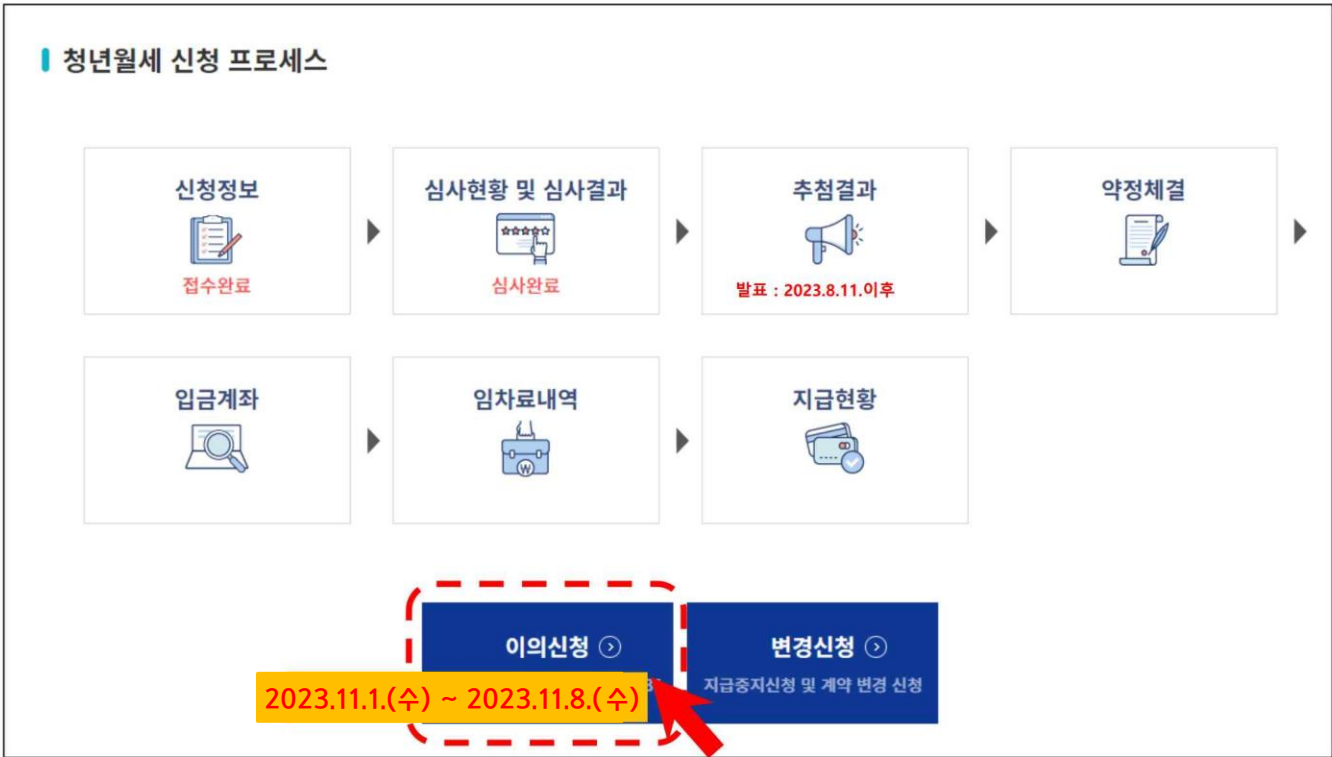 청년월세 신청 프로세스
신청정보
접수완료
심사현황 및 심사결과
심사완료
추첨결과
발표 : 2023.8.11.이후
약정체결
입금계좌
임차료내역
W
지급현황
이의신청
2023.11.1.(수) ~ 2023.11.8.(수)
변경신청
지급중지신청 및 계약 변경 신청